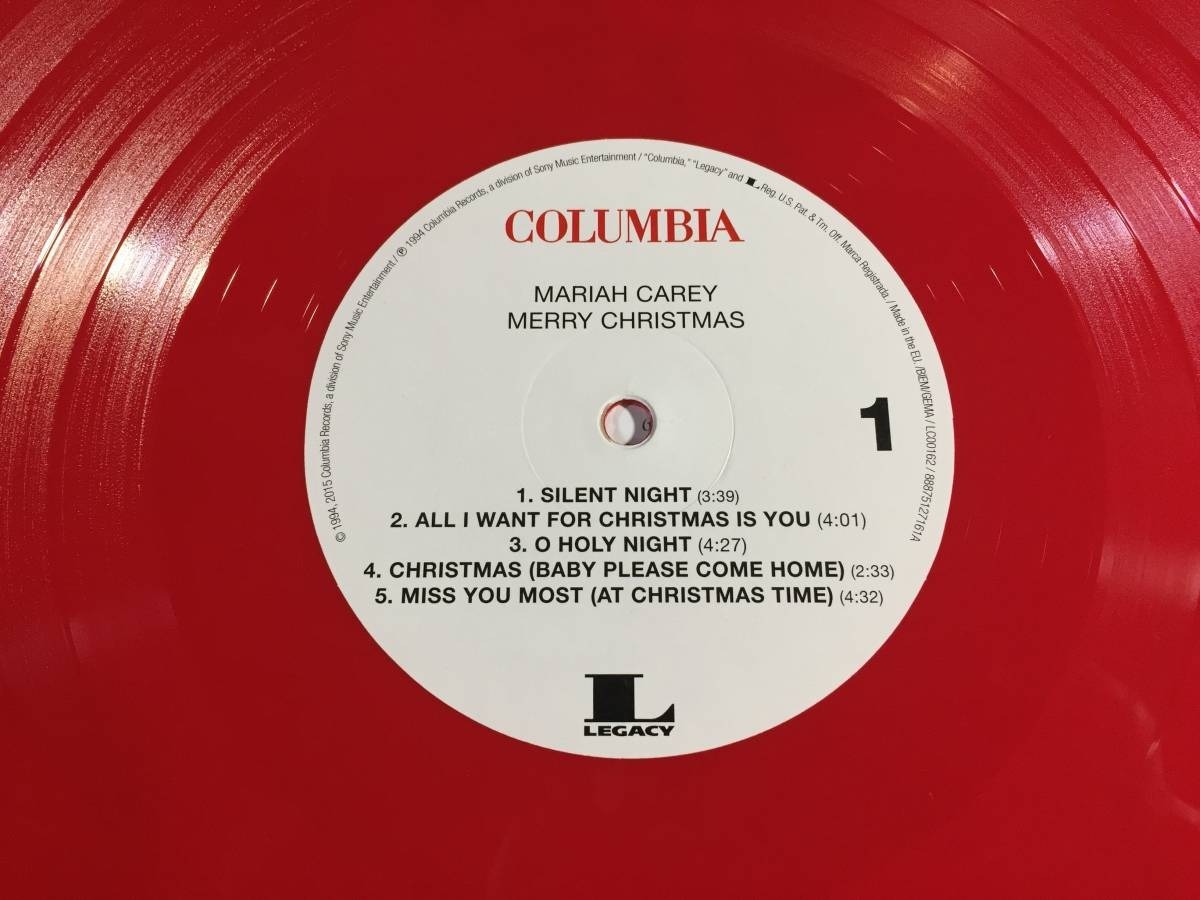 © 1994, 2015 Columbia Records, a division of Sony Music Entertainment / ℗ 1994 Columbia Records, a division of Sony Music Entertainment / "Columbia," "Legacy" and L Reg. U.S. Pat. & Tm. Off. Marca Registrada. / Made in the EU. /BIEM/GEMA / LC00162 / 88875127161A
COLUMBIA
MARIAH CAREY
MERRY CHRISTMAS
1
1. SILENT NIGHT (3:39)
2. ALL I WANT FOR CHRISTMAS IS YOU (4:01)
3. O HOLY NIGHT (4:27)
4. CHRISTMAS (BABY PLEASE COME HOME) (2:33)
5. MISS YOU MOST (AT CHRISTMAS TIME) (4:32)
L
LEGACY